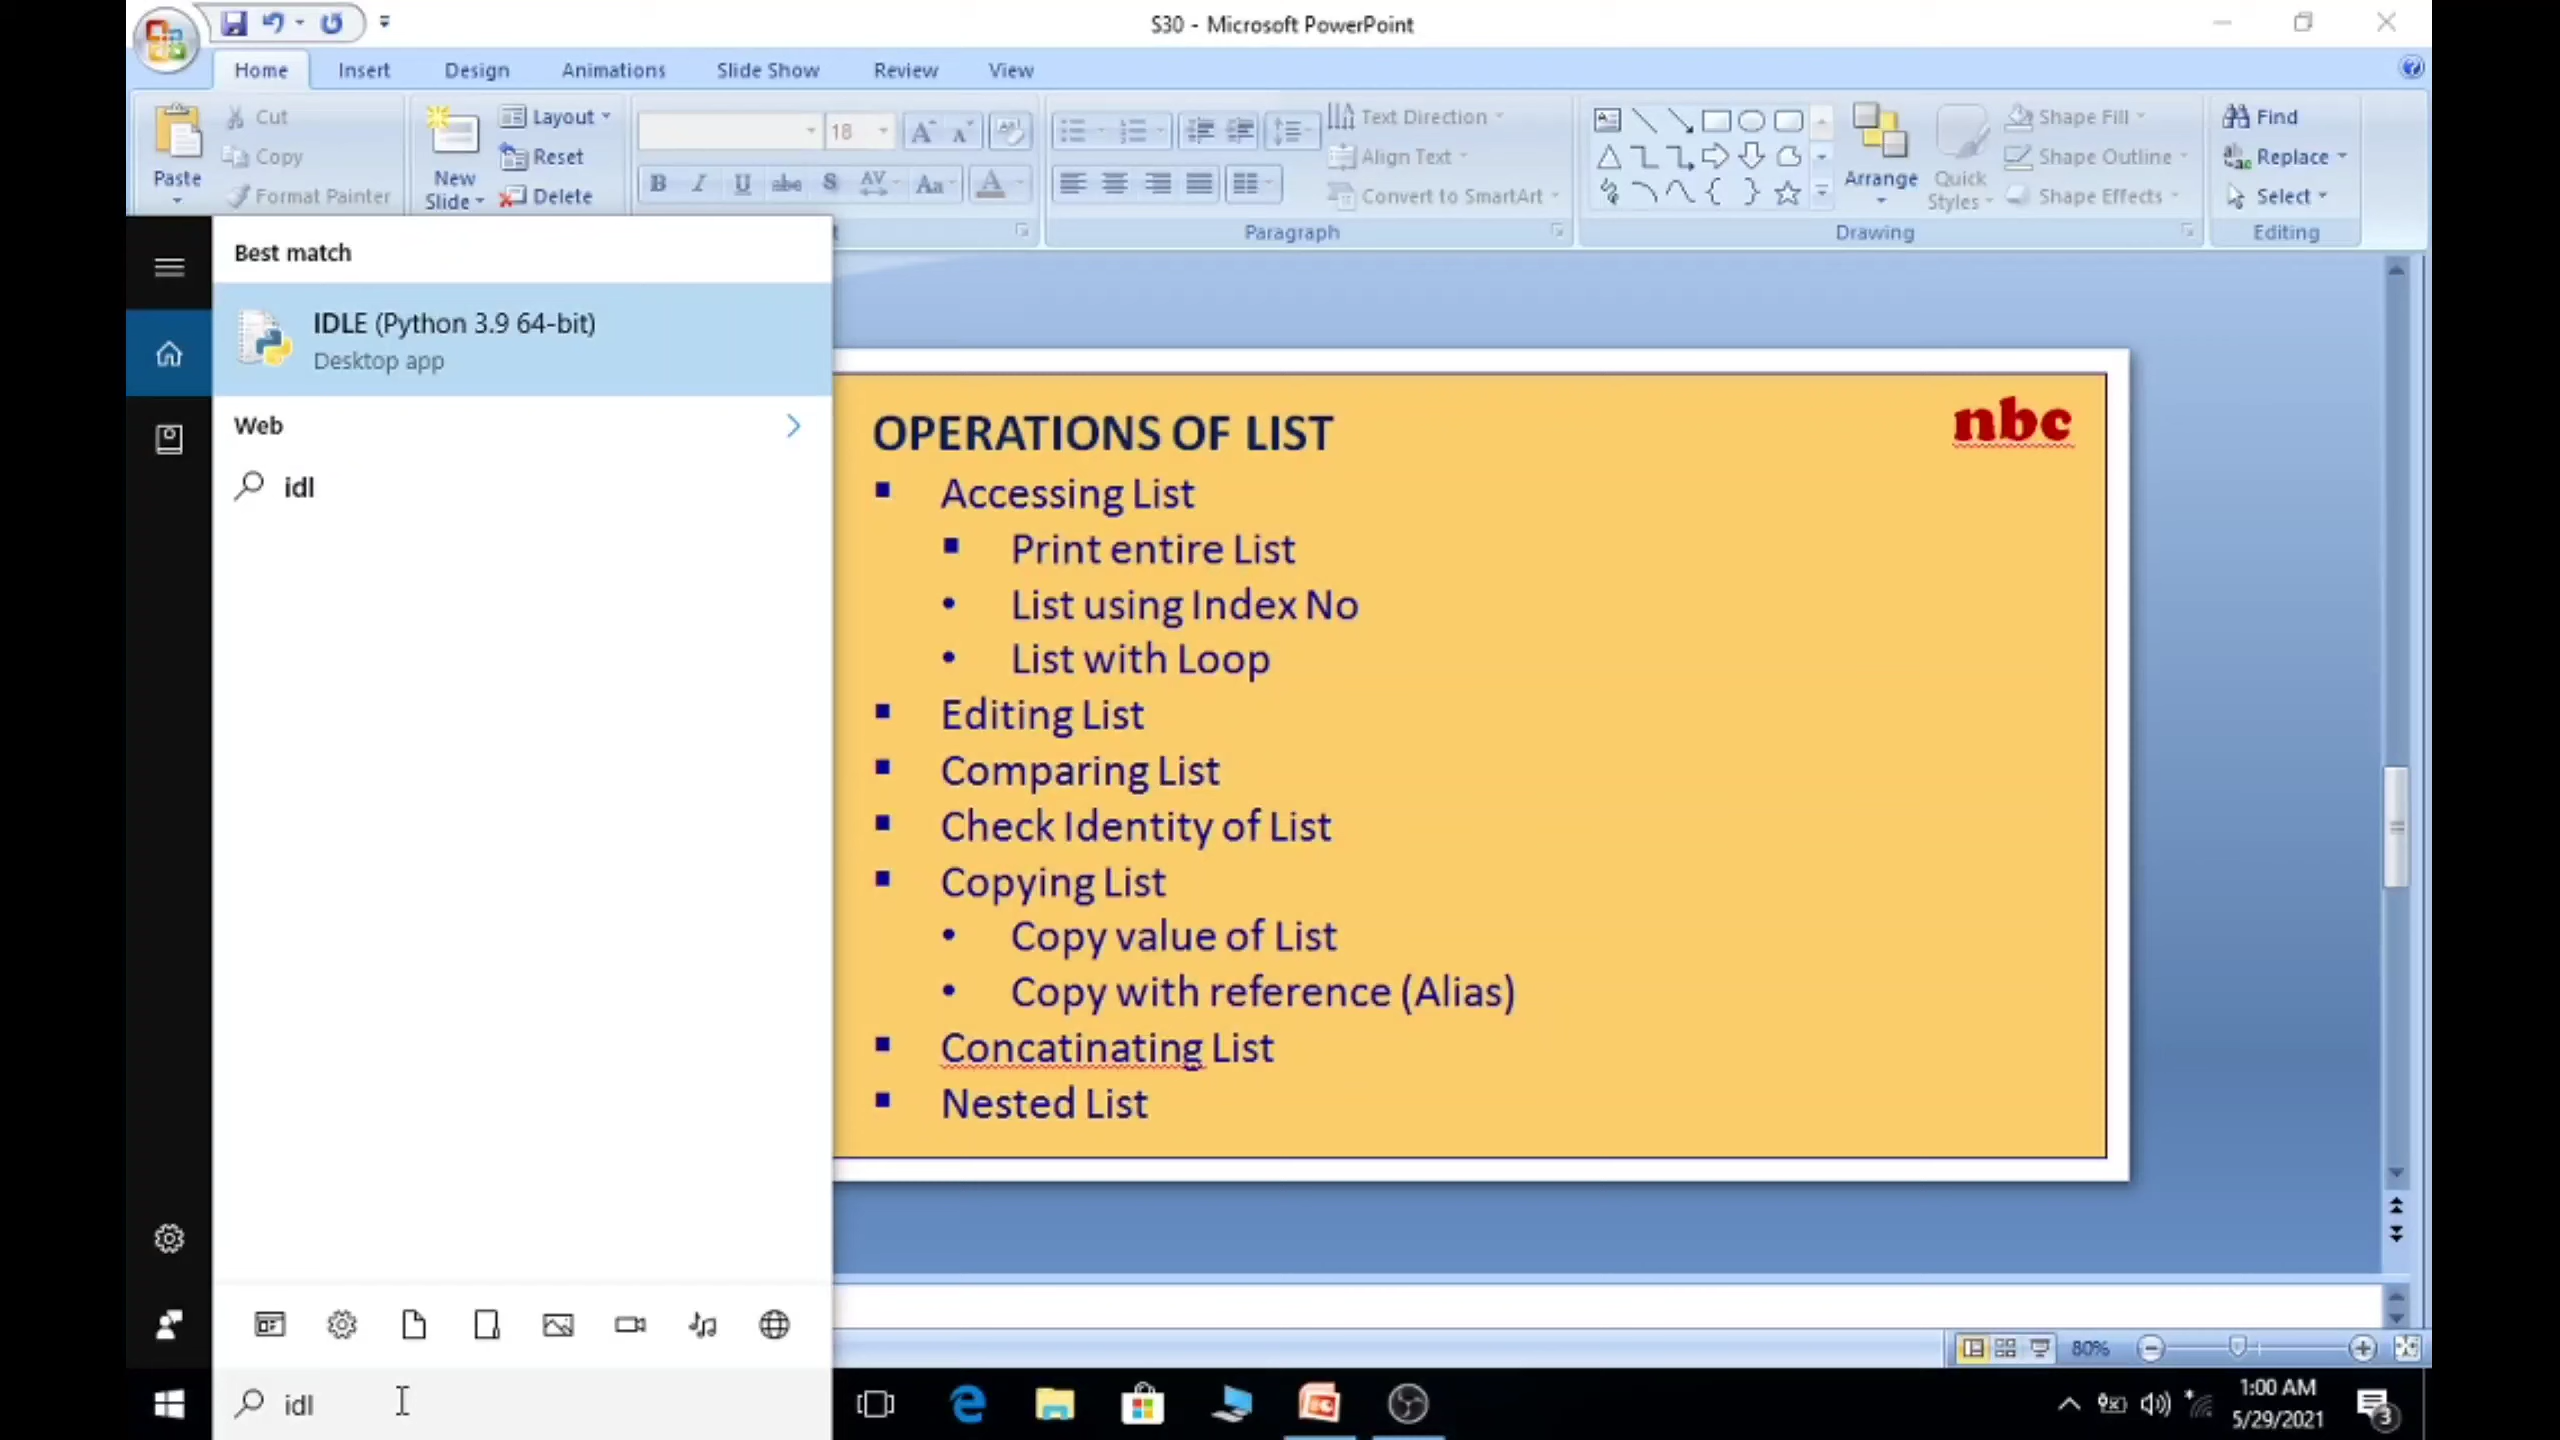 S30 - Microsoft PowerPoint
Home Insert Design Animations Slide Show Review View
Paste
Cut
Copy
Format Painter
New
Slide
Layout
Reset
Delete
18
B I U abe S AV Aa A
Text Direction
Align Text
Convert to SmartArt
Paragraph
Arrange
Quick
Styles
Shape Fill
Shape Outline
Shape Effects
Drawing
Find
Replace
Select
Editing
Best match
IDLE (Python 3.9 64-bit)
Desktop app
Web
idl
OPERATIONS OF LIST
nbc
Accessing List
Print entire List
List using Index No
List with Loop
Editing List
Comparing List
Check Identity of List
Copying List
Copy value of List
Copy with reference (Alias)
Concatinating List
Nested List
80%
idl
1:00 AM
5/29/2021
3